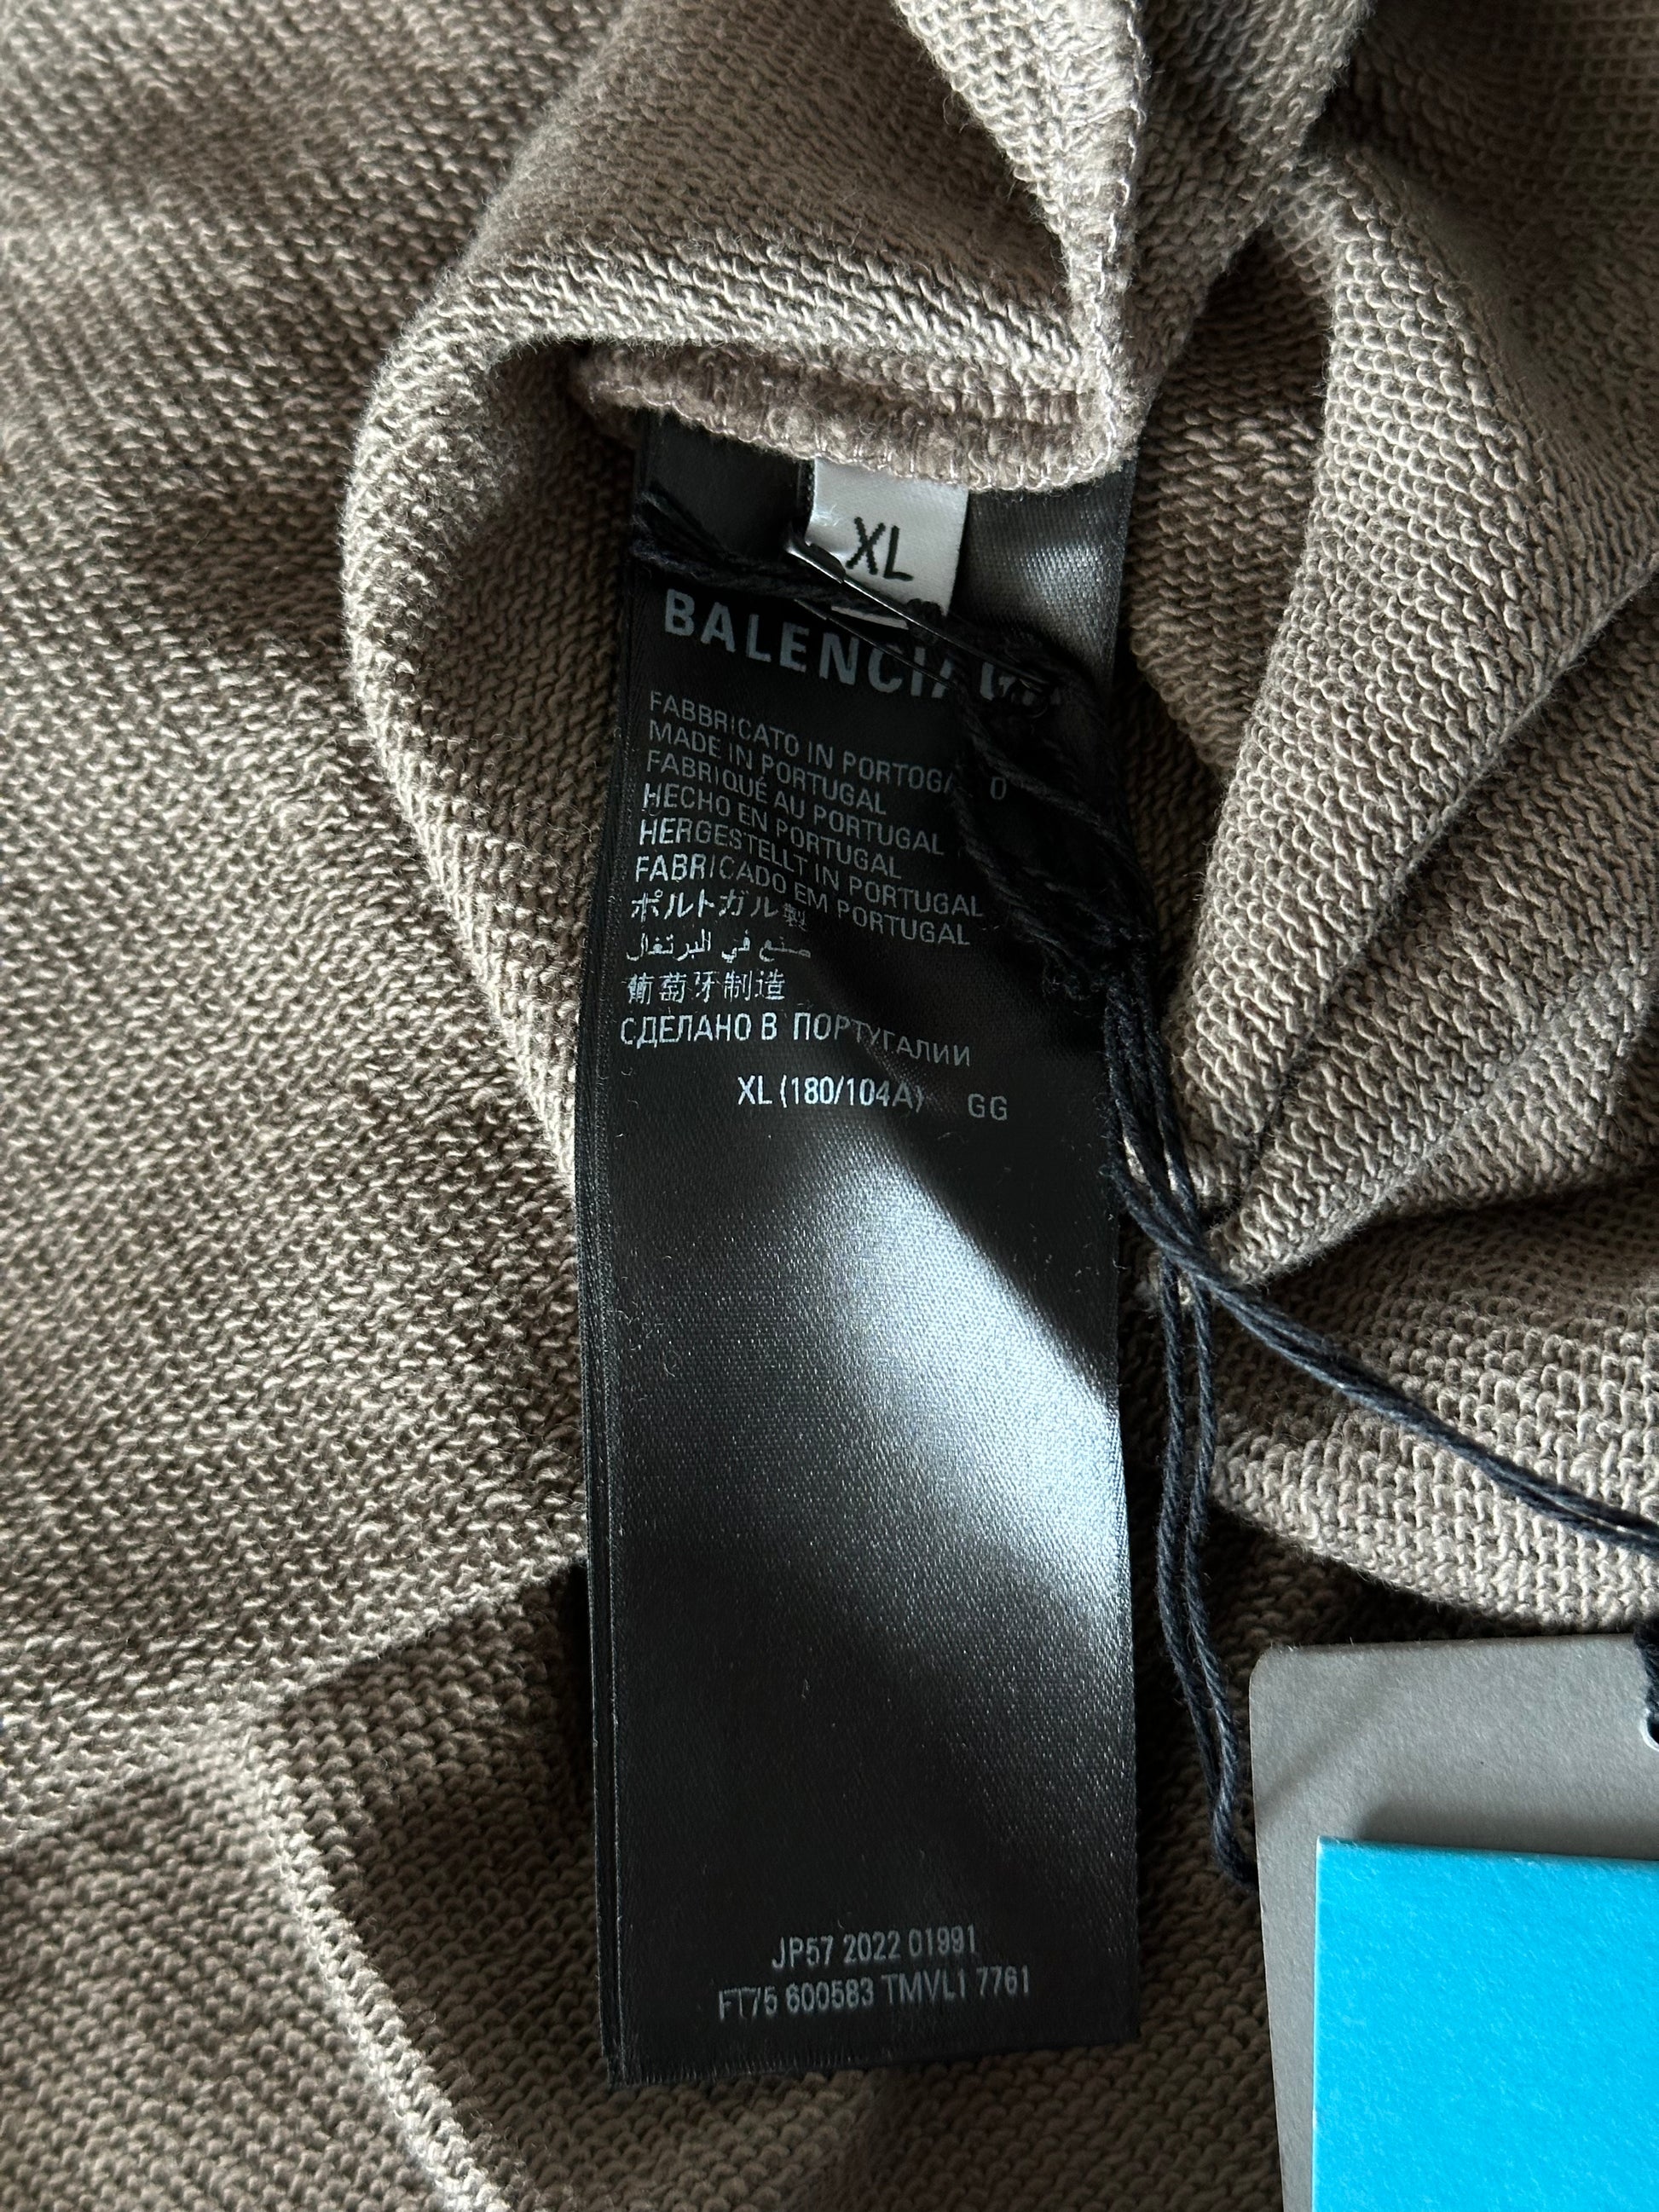 XL
BALENCIAGA
FABBRICATO IN PORTOGALLO
MADE IN PORTUGAL
FABRIQUÉ AU PORTUGAL
HECHO EN PORTUGAL
HERGESTELLT IN PORTUGAL
FABRICADO EM PORTUGAL
ポルトガル製
صنع في البرتغال
葡萄牙制造
СДЕЛАНО В ПОРТУГАЛИИ
XL (180/104A) GG
JP57 2022 01991
FT75 600583 TMVL1 7761